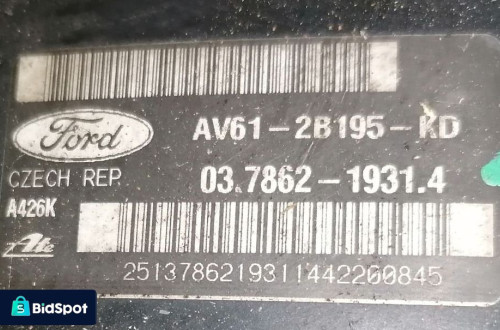 Ford
AV61-2B195-KD
CZECH REP.
03.7862-1931.4
A426K
Ate
2513786219311442200845
BidSpot